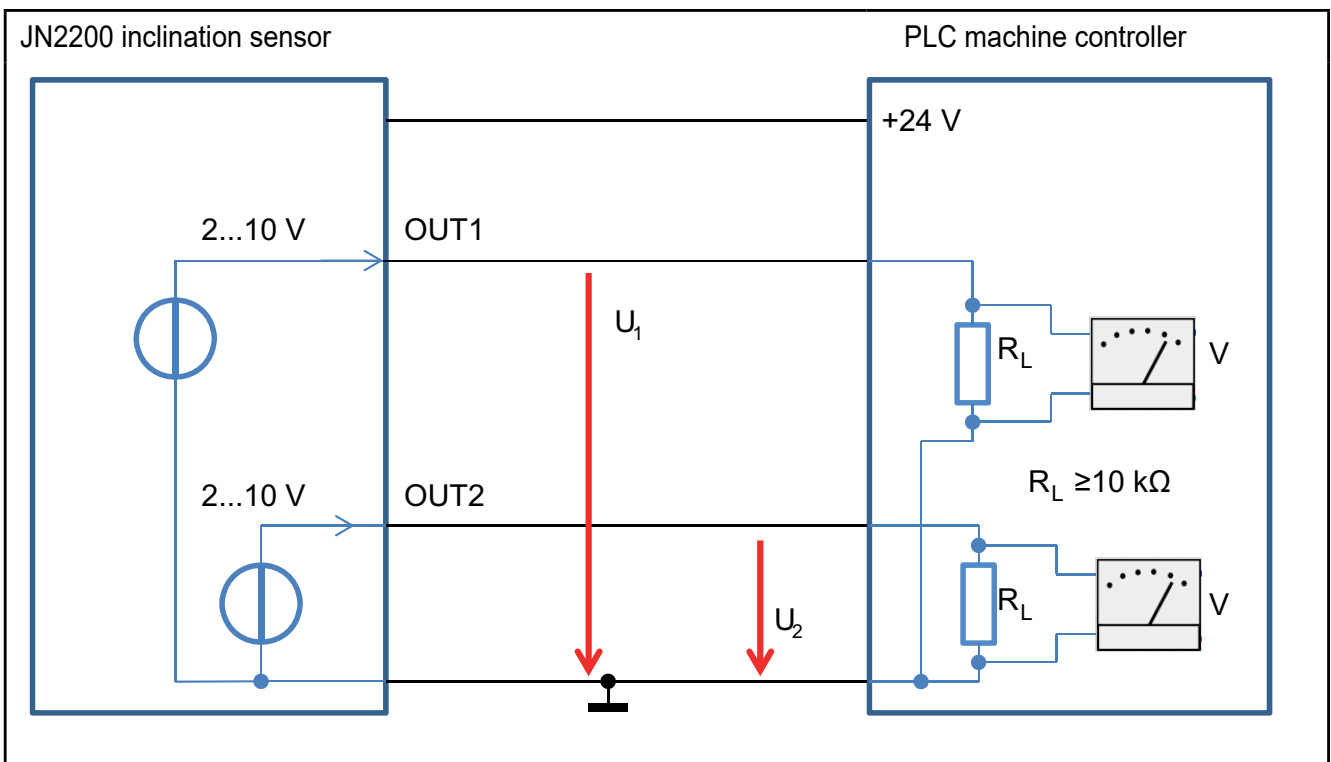 JN2200 inclination sensor
PLC machine controller
+24 V
2...10 V
OUT1
U1
RL
V
RL ≥10 kΩ
2...10 V
OUT2
U2
RL
V